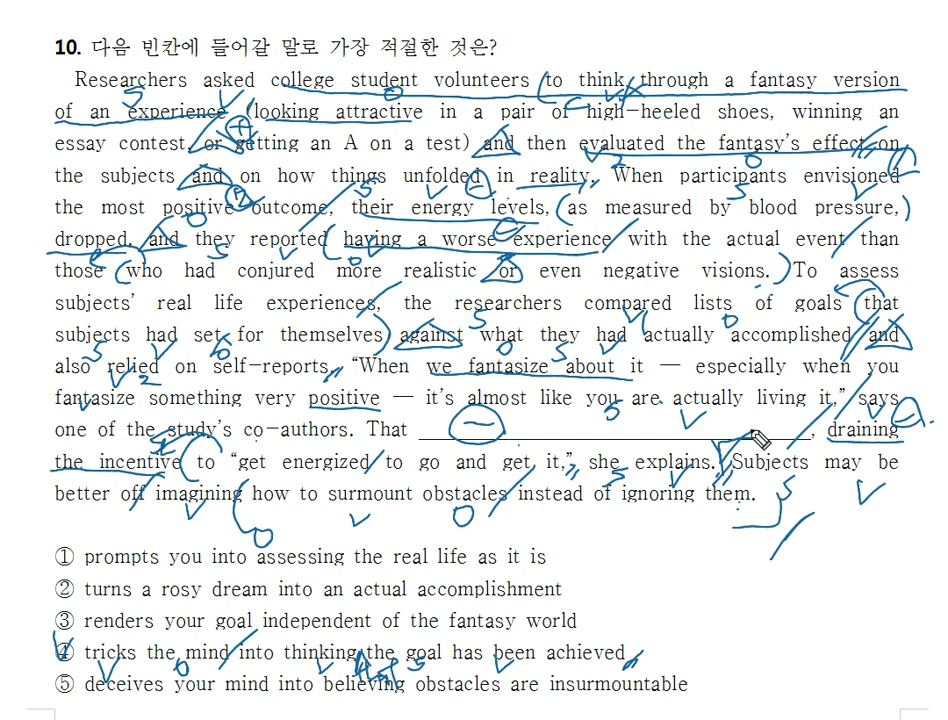 10. 다음 빈칸에 들어갈 말로 가장 적절한 것은?
Researchers asked college student volunteers to think through a fantasy version
of an experience (looking attractive in a pair of high-heeled shoes, winning an
essay contest, or getting an A on a test) and then evaluated the fantasy's effect on
the subjects and on how things unfolded in reality. When participants envisioned
the most positive outcome, their energy levels, (as measured by blood pressure,)
dropped, and they reported having a worse experience with the actual event than
those who had conjured more realistic or even negative visions. To assess
subjects' real life experiences, the researchers compared lists of goals that
subjects had set for themselves against what they had actually accomplished and
also relied on self-reports. “When we fantasize about it — especially when you
fantasize something very positive — it's almost like you are actually living it,” says
one of the study's co-authors. That ____________________, draining
the incentive to “get energized to go and get it,” she explains. Subjects may be
better off imagining how to surmount obstacles instead of ignoring them.
① prompts you into assessing the real life as it is
② turns a rosy dream into an actual accomplishment
③ renders your goal independent of the fantasy world
④ tricks the mind into thinking the goal has been achieved
⑤ deceives your mind into believing obstacles are insurmountable